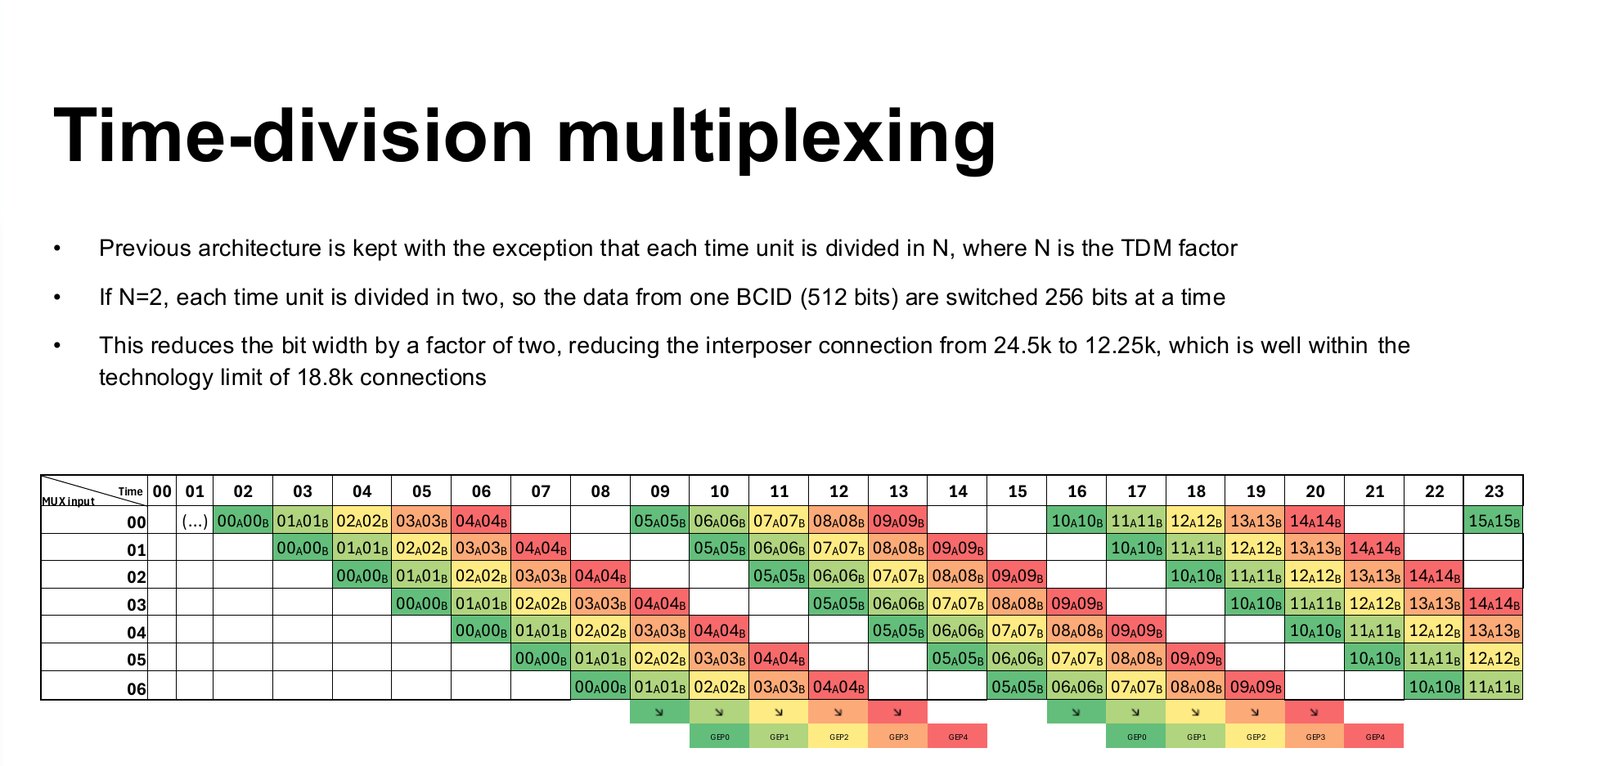 Time-division multiplexing
• Previous architecture is kept with the exception that each time unit is divided in N, where N is the TDM factor
• If N=2, each time unit is divided in two, so the data from one BCID (512 bits) are switched 256 bits at a time
• This reduces the bit width by a factor of two, reducing the interposer connection from 24.5k to 12.25k, which is well within the
technology limit of 18.8k connections
Time MUX input 00 01 02 03 04 05 06 07 08 09 10 11 12 13 14 15 16 17 18 19 20 21 22 23
00 (...) 00A00B 01A01B 02A02B 03A03B 04A04B 05A05B 06A06B 07A07B 08A08B 09A09B 10A10B 11A11B 12A12B 13A13B 14A14B 15A15B
01 00A00B 01A01B 02A02B 03A03B 04A04B 05A05B 06A06B 07A07B 08A08B 09A09B 10A10B 11A11B 12A12B 13A13B 14A14B
02 00A00B 01A01B 02A02B 03A03B 04A04B 05A05B 06A06B 07A07B 08A08B 09A09B 10A10B 11A11B 12A12B 13A13B 14A14B
03 00A00B 01A01B 02A02B 03A03B 04A04B 05A05B 06A06B 07A07B 08A08B 09A09B 10A10B 11A11B 12A12B 13A13B 14A14B
04 00A00B 01A01B 02A02B 03A03B 04A04B 05A05B 06A06B 07A07B 08A08B 09A09B 10A10B 11A11B 12A12B 13A13B
05 00A00B 01A01B 02A02B 03A03B 04A04B 05A05B 06A06B 07A07B 08A08B 09A09B 10A10B 11A11B 12A12B
06 00A00B 01A01B 02A02B 03A03B 04A04B 05A05B 06A06B 07A07B 08A08B 09A09B 10A10B 11A11B
↘ ↘ ↘ ↘ ↘ ↘ ↘ ↘ ↘ ↘
GEP0 GEP1 GEP2 GEP3 GEP4 GEP0 GEP1 GEP2 GEP3 GEP4